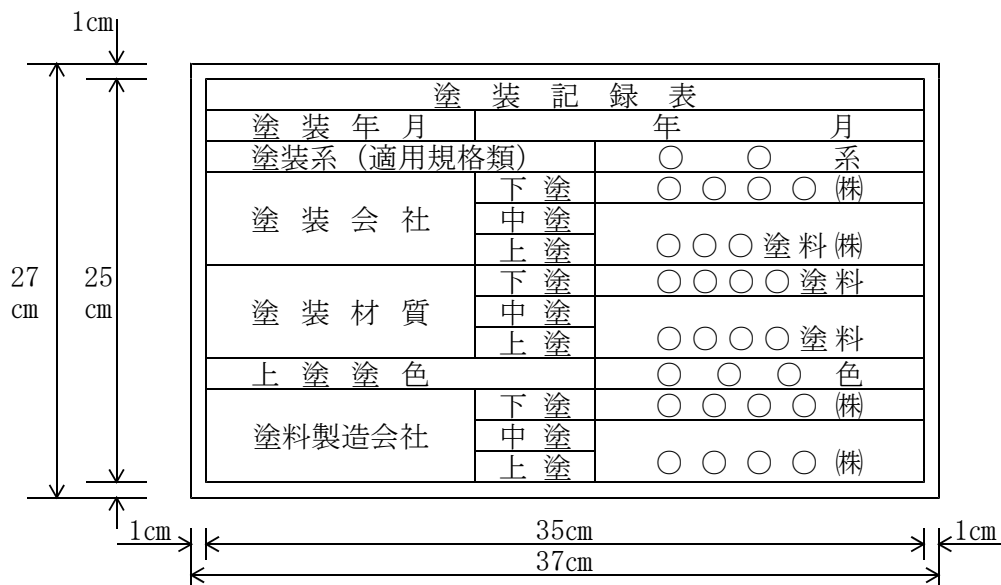 1cm
塗装記録表
塗装年月 年 月
塗装系(適用規格類) ○ ○ 系
塗装会社 下塗 ○○○○㈱
中塗
上塗 ○○○塗料㈱
塗装材質 下塗 ○○○○塗料
中塗
上塗 ○○○○塗料
上塗塗色 ○ ○ ○ 色
塗料製造会社 下塗 ○○○○㈱
中塗
上塗 ○○○○㈱
27
cm
25
cm
1cm 35cm 1cm
37cm